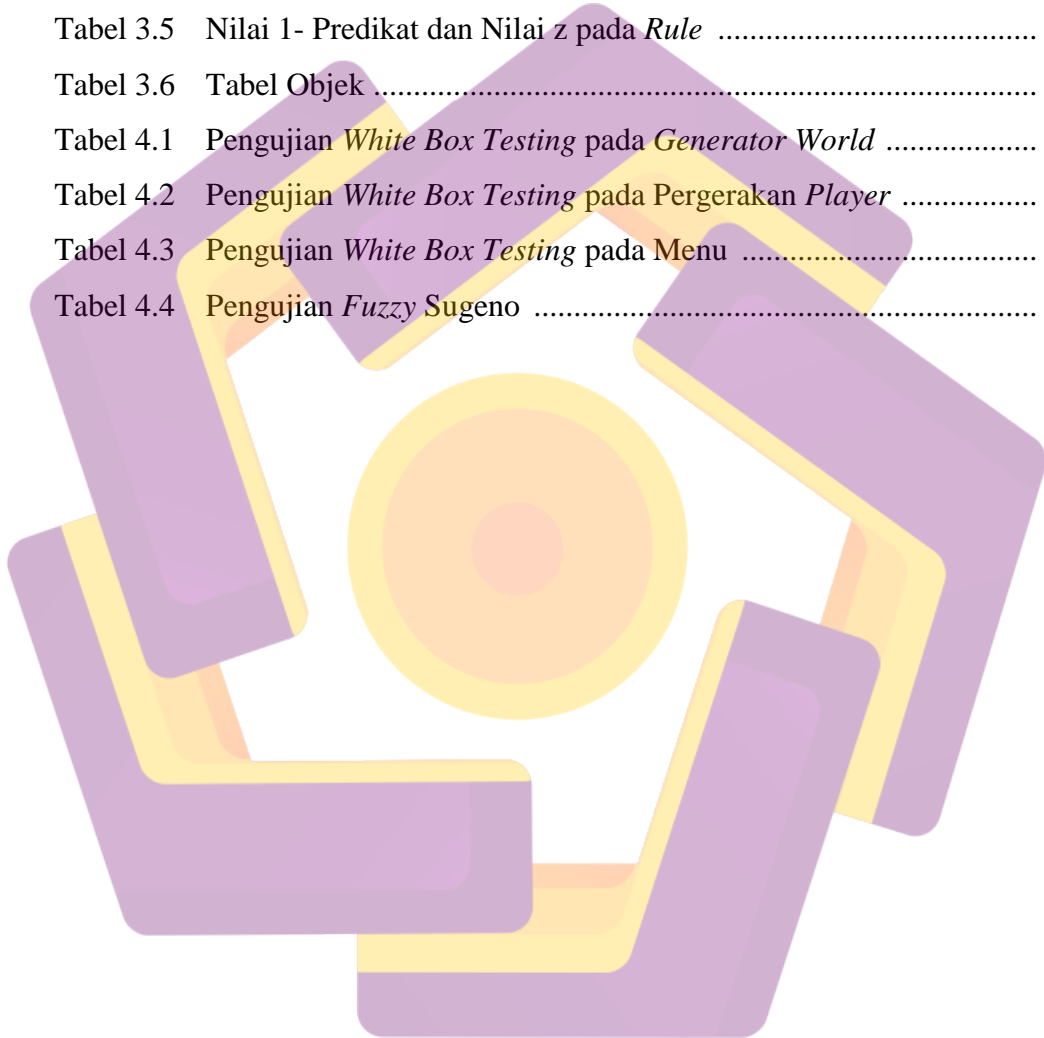 Tabel 3.5 Nilai 1- Predikat dan Nilai z pada Rule .......................................
Tabel 3.6 Tabel Objek ...................................................................................
Tabel 4.1 Pengujian White Box Testing pada Generator World ..................
Tabel 4.2 Pengujian White Box Testing pada Pergerakan Player ................
Tabel 4.3 Pengujian White Box Testing pada Menu ....................................
Tabel 4.4 Pengujian Fuzzy Sugeno ..............................................................